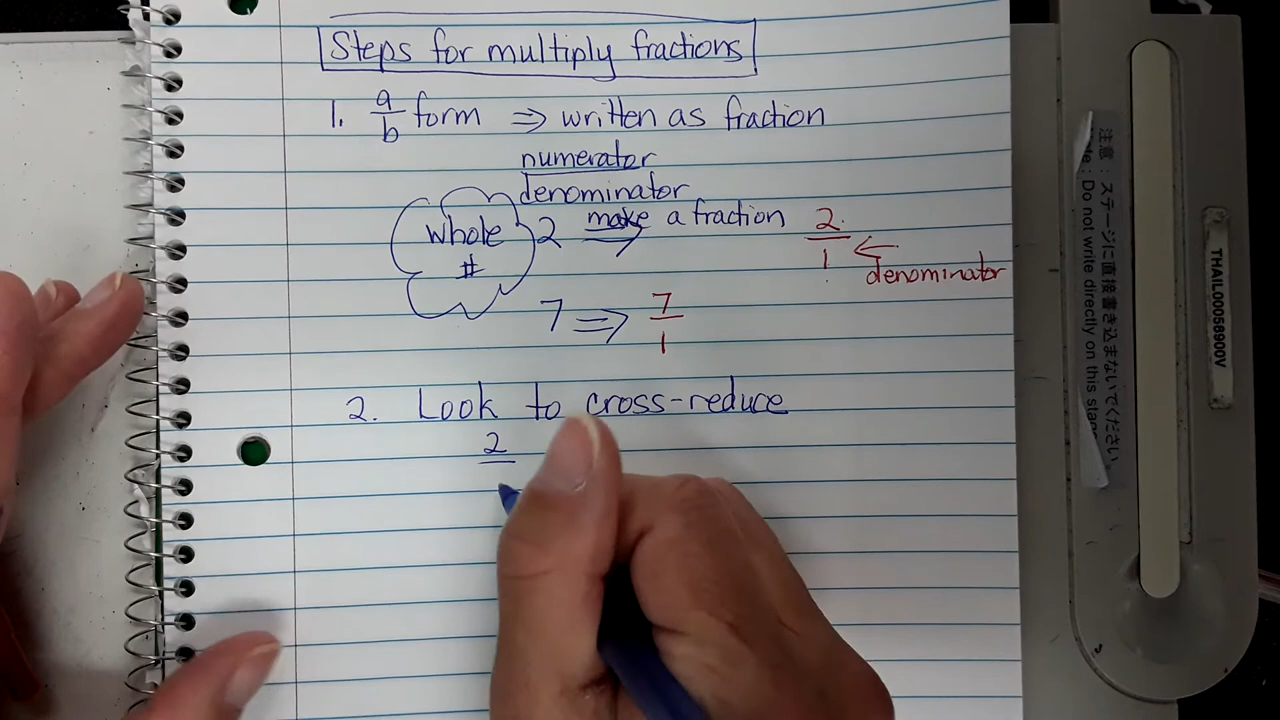 Steps for multiply fractions
1. a/b form ⇒ written as fraction
numerator
denominator
whole # 2 make a fraction ⇒ 2/1 ← denominator
7 ⇒ 7/1
2. Look to cross-reduce
2
注意:ステージに直接書き込まないでください。
Note: Do not write directly on this stage
THAIL00058900V